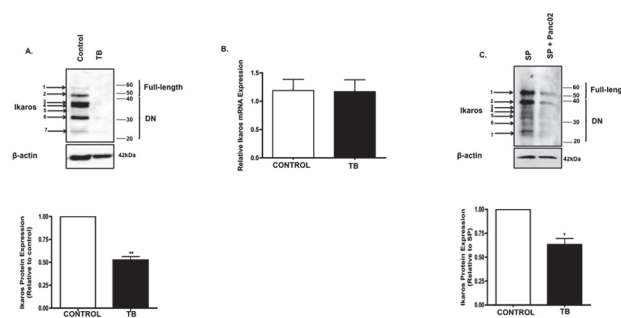 A.
Control
TB
1
2
3
4
5
6
7
Ikaros
60
50
40
30
20
Full-length
DN
β-actin
42kDa
Ikaros Protein Expression
(Relative to control)
1.00
0.75
0.50
0.25
0.00
**
CONTROL
TB
B.
Relative Ikaros mRNA Expression
1.5
1.0
0.5
0.0
CONTROL
TB
C.
SP
SP + Panc02
1
2
3
4
5
6
7
Ikaros
60
50
40
30
20
Full-leng
DN
β-actin
42kDa
Ikaros Protein Expression
(Relative to SP)
1.00
0.75
0.50
0.25
0.00
*
CONTROL
TB